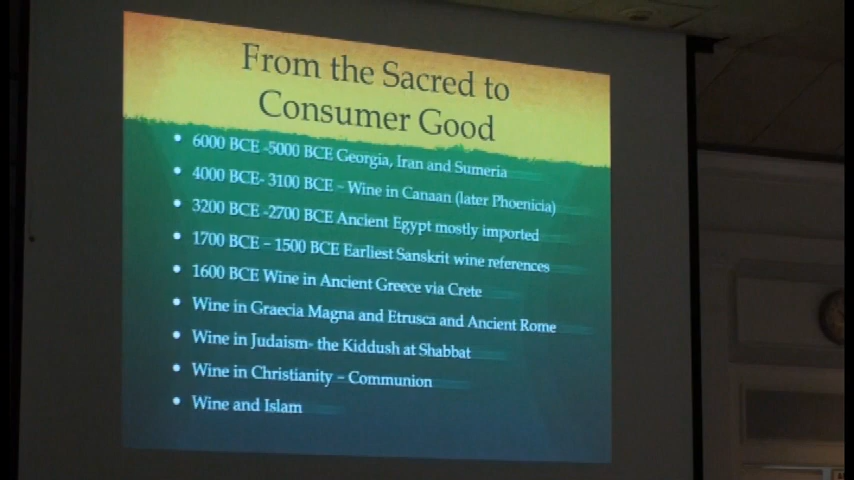 From the Sacred to
Consumer Good
• 6000 BCE -5000 BCE Georgia, Iran and Sumeria
• 4000 BCE- 3100 BCE – Wine in Canaan (later Phoenicia)
• 3200 BCE -2700 BCE Ancient Egypt mostly imported
• 1700 BCE – 1500 BCE Earliest Sanskrit wine references
• 1600 BCE Wine in Ancient Greece via Crete
• Wine in Graecia Magna and Etrusca and Ancient Rome
• Wine in Judaism- the Kiddush at Shabbat
• Wine in Christianity – Communion
• Wine and Islam